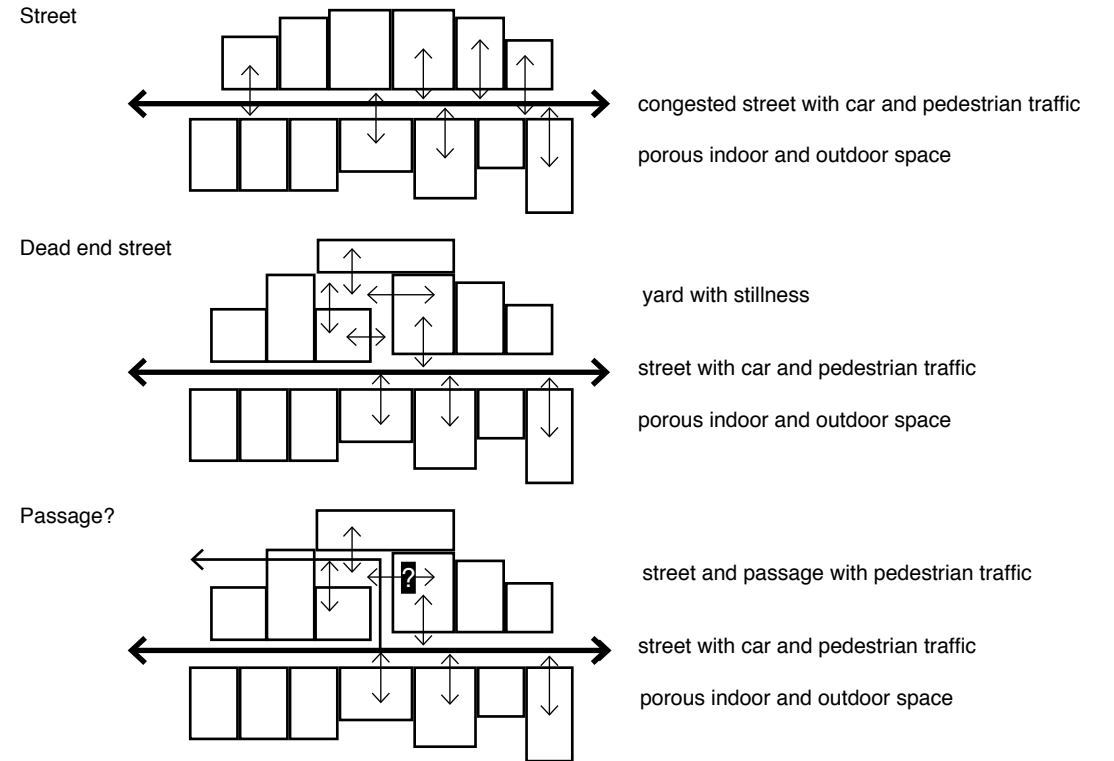 Street
congested street with car and pedestrian traffic
porous indoor and outdoor space
Dead end street
yard with stillness
street with car and pedestrian traffic
porous indoor and outdoor space
Passage?
?
street and passage with pedestrian traffic
street with car and pedestrian traffic
porous indoor and outdoor space